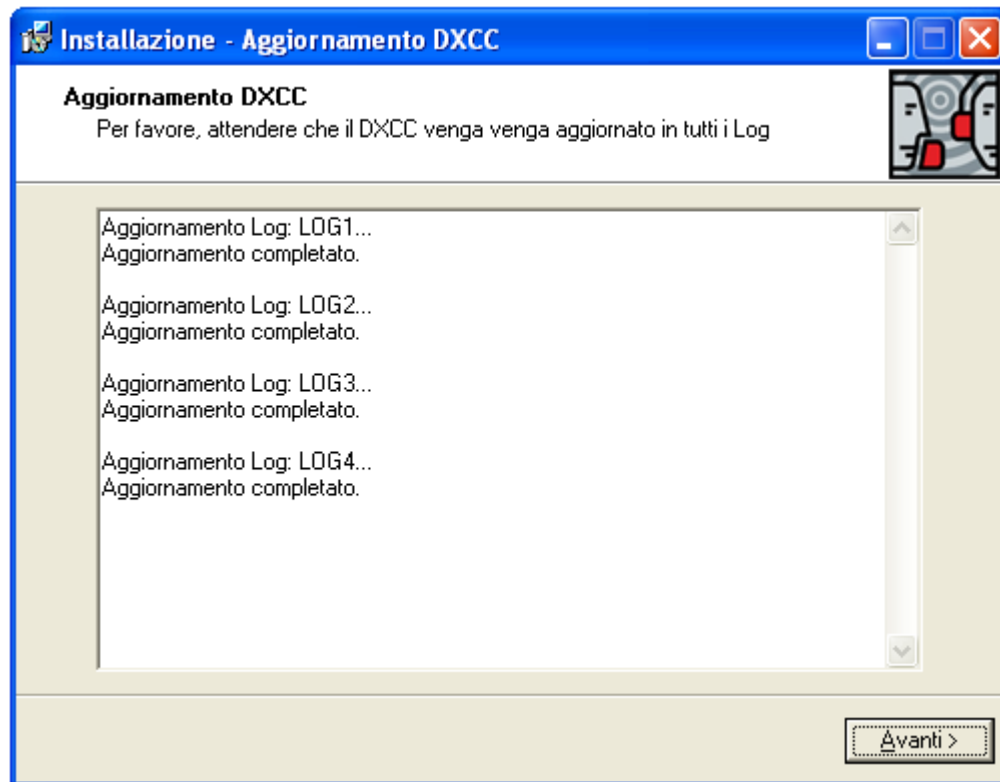 Installazione - Aggiornamento DXCC
Aggiornamento DXCC
Per favore, attendere che il DXCC venga venga aggiornato in tutti i Log
Aggiornamento Log: LOG1...
Aggiornamento completato.
Aggiornamento Log: LOG2...
Aggiornamento completato.
Aggiornamento Log: LOG3...
Aggiornamento completato.
Aggiornamento Log: LOG4...
Aggiornamento completato.
Avanti >